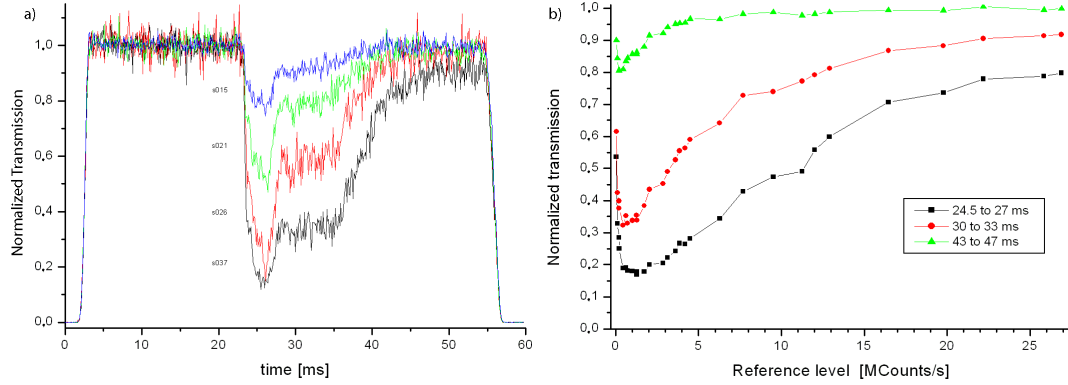 a)
Normalized Transmission
1,0
0,8
0,6
0,4
0,2
0,0
s015
s021
s026
s037
0 10 20 30 40 50 60
time [ms]
b)
Normalized transmission
1,0
0,9
0,8
0,7
0,6
0,5
0,4
0,3
0,2
0,1
0,0
24.5 to 27 ms
30 to 33 ms
43 to 47 ms
0 5 10 15 20 25
Reference level [MCounts/s]